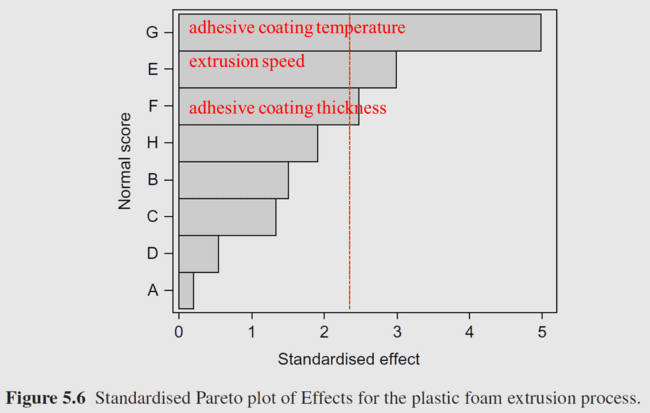 G adhesive coating temperature
E extrusion speed
F adhesive coating thickness
H
B
C
D
A
Normal score
0 1 2 3 4 5
Standardised effect
Figure 5.6 Standardised Pareto plot of Effects for the plastic foam extrusion process.